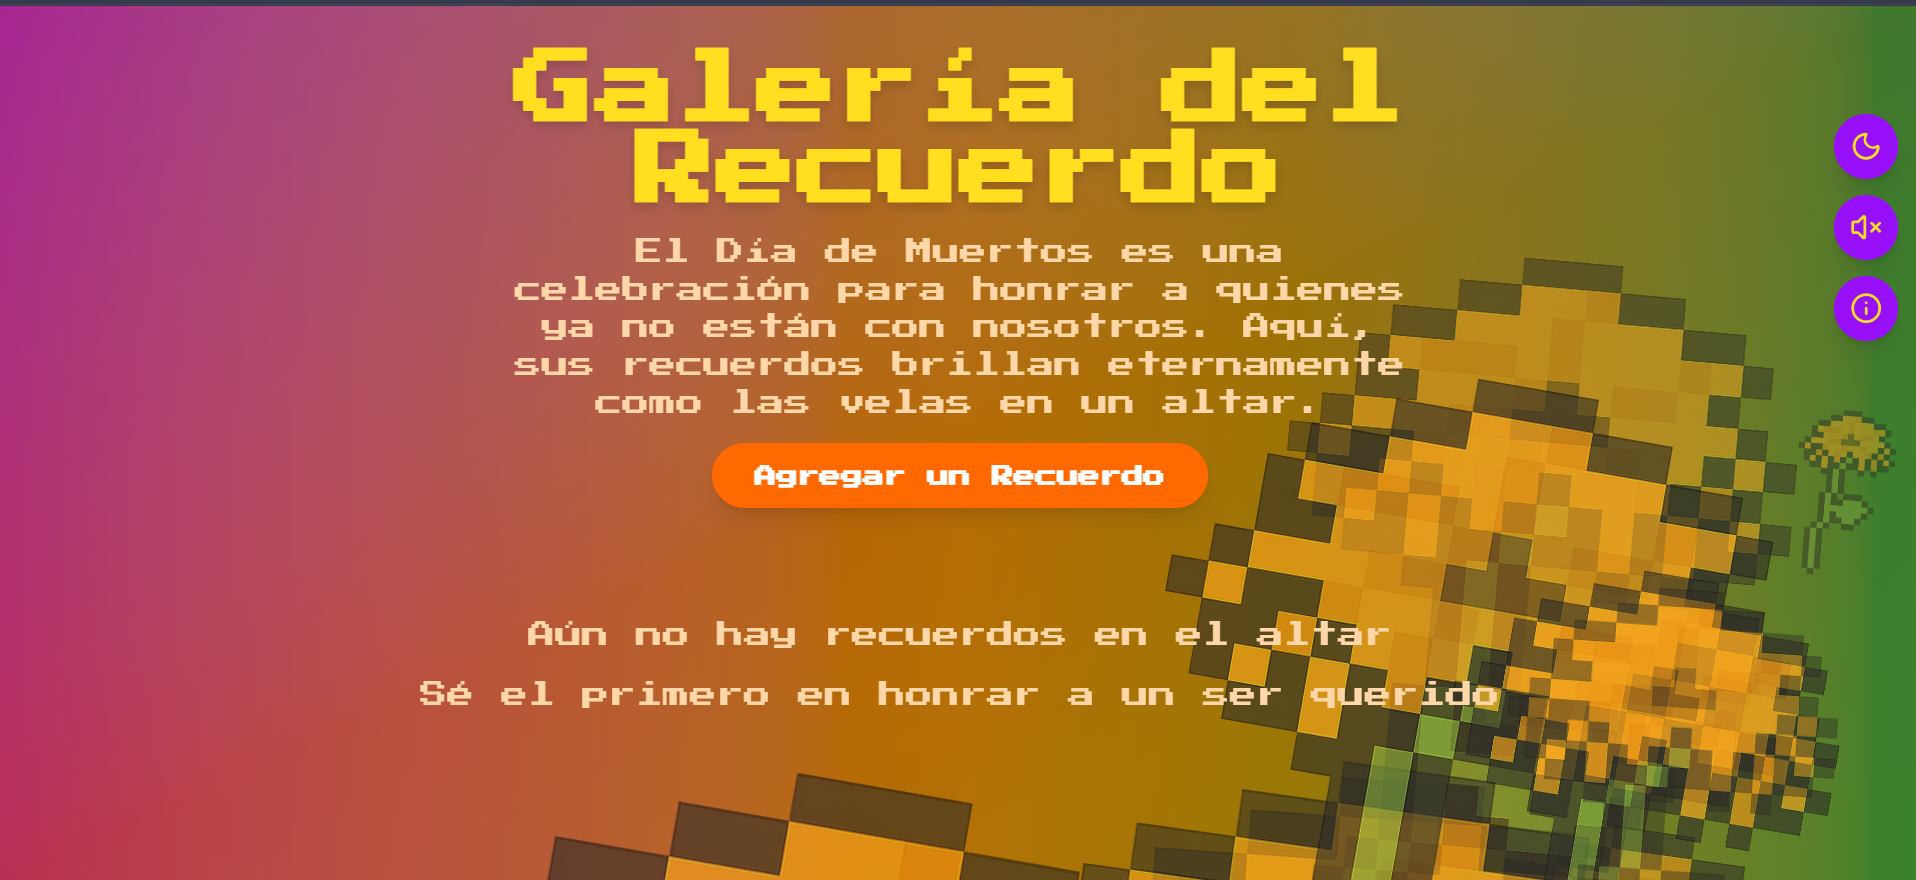 Galería del
Recuerdo
El Día de Muertos es una
celebración para honrar a quienes
ya no están con nosotros. Aquí,
sus recuerdos brillan eternamente
como las velas en un altar.
Agregar un Recuerdo
Aún no hay recuerdos en el altar
Sé el primero en honrar a un ser querido